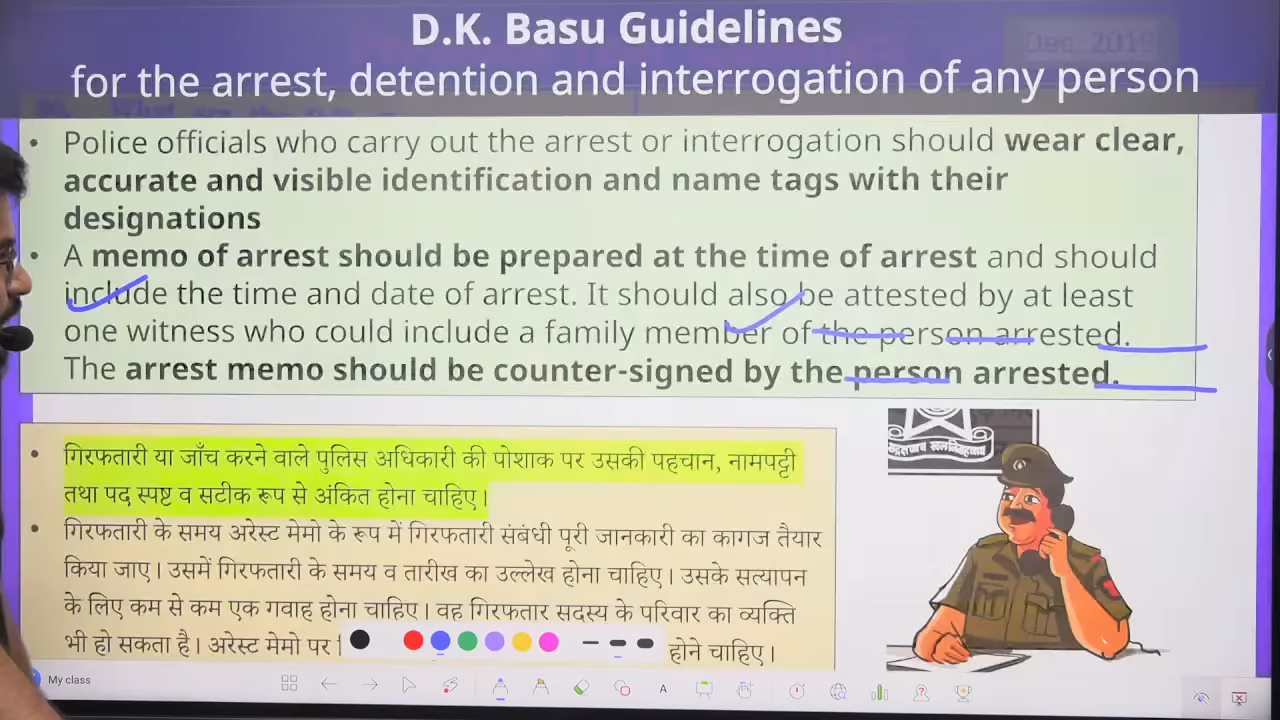 D.K. Basu Guidelines
Dec. 2019
for the arrest, detention and interrogation of any person
• Police officials who carry out the arrest or interrogation should wear clear,
accurate and visible identification and name tags with their
designations
• A memo of arrest should be prepared at the time of arrest and should
include the time and date of arrest. It should also be attested by at least
one witness who could include a family member of the person arrested.
The arrest memo should be counter-signed by the person arrested.
• गिरफतारी या जाँच करने वाले पुलिस अधिकारी की पोशाक पर उसकी पहचान, नामपट्टी
तथा पद स्पष्ट व सटीक रूप से अंकित होना चाहिए।
• गिरफतारी के समय अरेस्ट मेमो के रूप में गिरफतारी संबंधी पूरी जानकारी का कागज तैयार
किया जाए। उसमें गिरफतारी के समय व तारीख का उल्लेख होना चाहिए। उसके सत्यापन
के लिए कम से कम एक गवाह होना चाहिए। वह गिरफतार सदस्य के परिवार का व्यक्ति
भी हो सकता है। अरेस्ट मेमो पर होने चाहिए।
My class